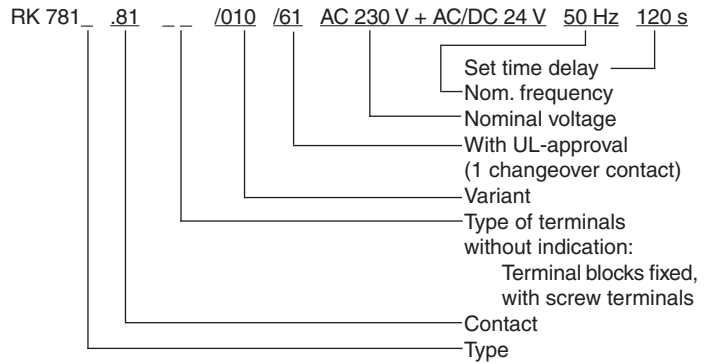 RK 781_ .81 _ _ /010 /61 AC 230 V + AC/DC 24 V 50 Hz 120 s
Set time delay
Nom. frequency
Nominal voltage
With UL-approval
(1 changeover contact)
Variant
Type of terminals
without indication:
Terminal blocks fixed,
with screw terminals
Contact
Type